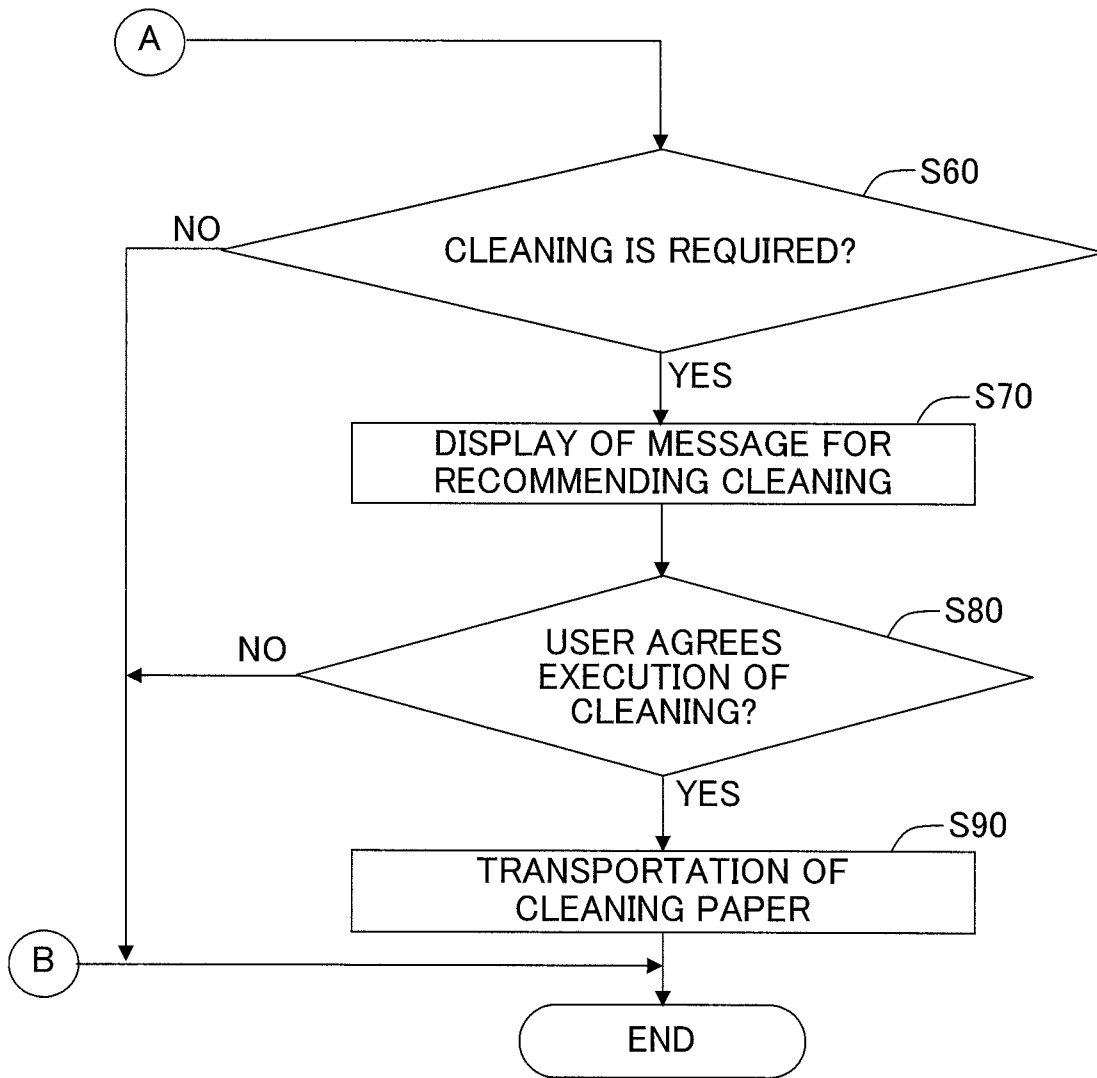 A
S60
NO
CLEANING IS REQUIRED?
YES
S70
DISPLAY OF MESSAGE FOR
RECOMMENDING CLEANING
S80
NO
USER AGREES
EXECUTION OF
CLEANING?
YES
S90
TRANSPORTATION OF
CLEANING PAPER
B
END